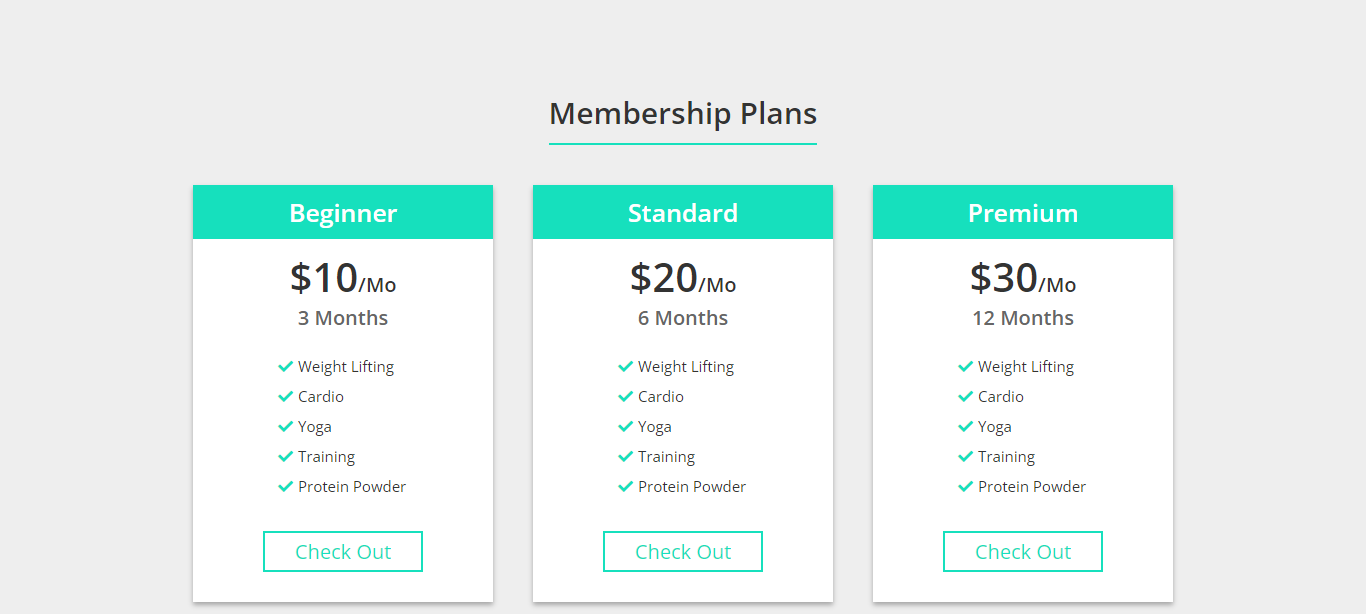 Membership Plans
Beginner
$10/Mo
3 Months
Weight Lifting
Cardio
Yoga
Training
Protein Powder
Check Out
Standard
$20/Mo
6 Months
Weight Lifting
Cardio
Yoga
Training
Protein Powder
Check Out
Premium
$30/Mo
12 Months
Weight Lifting
Cardio
Yoga
Training
Protein Powder
Check Out